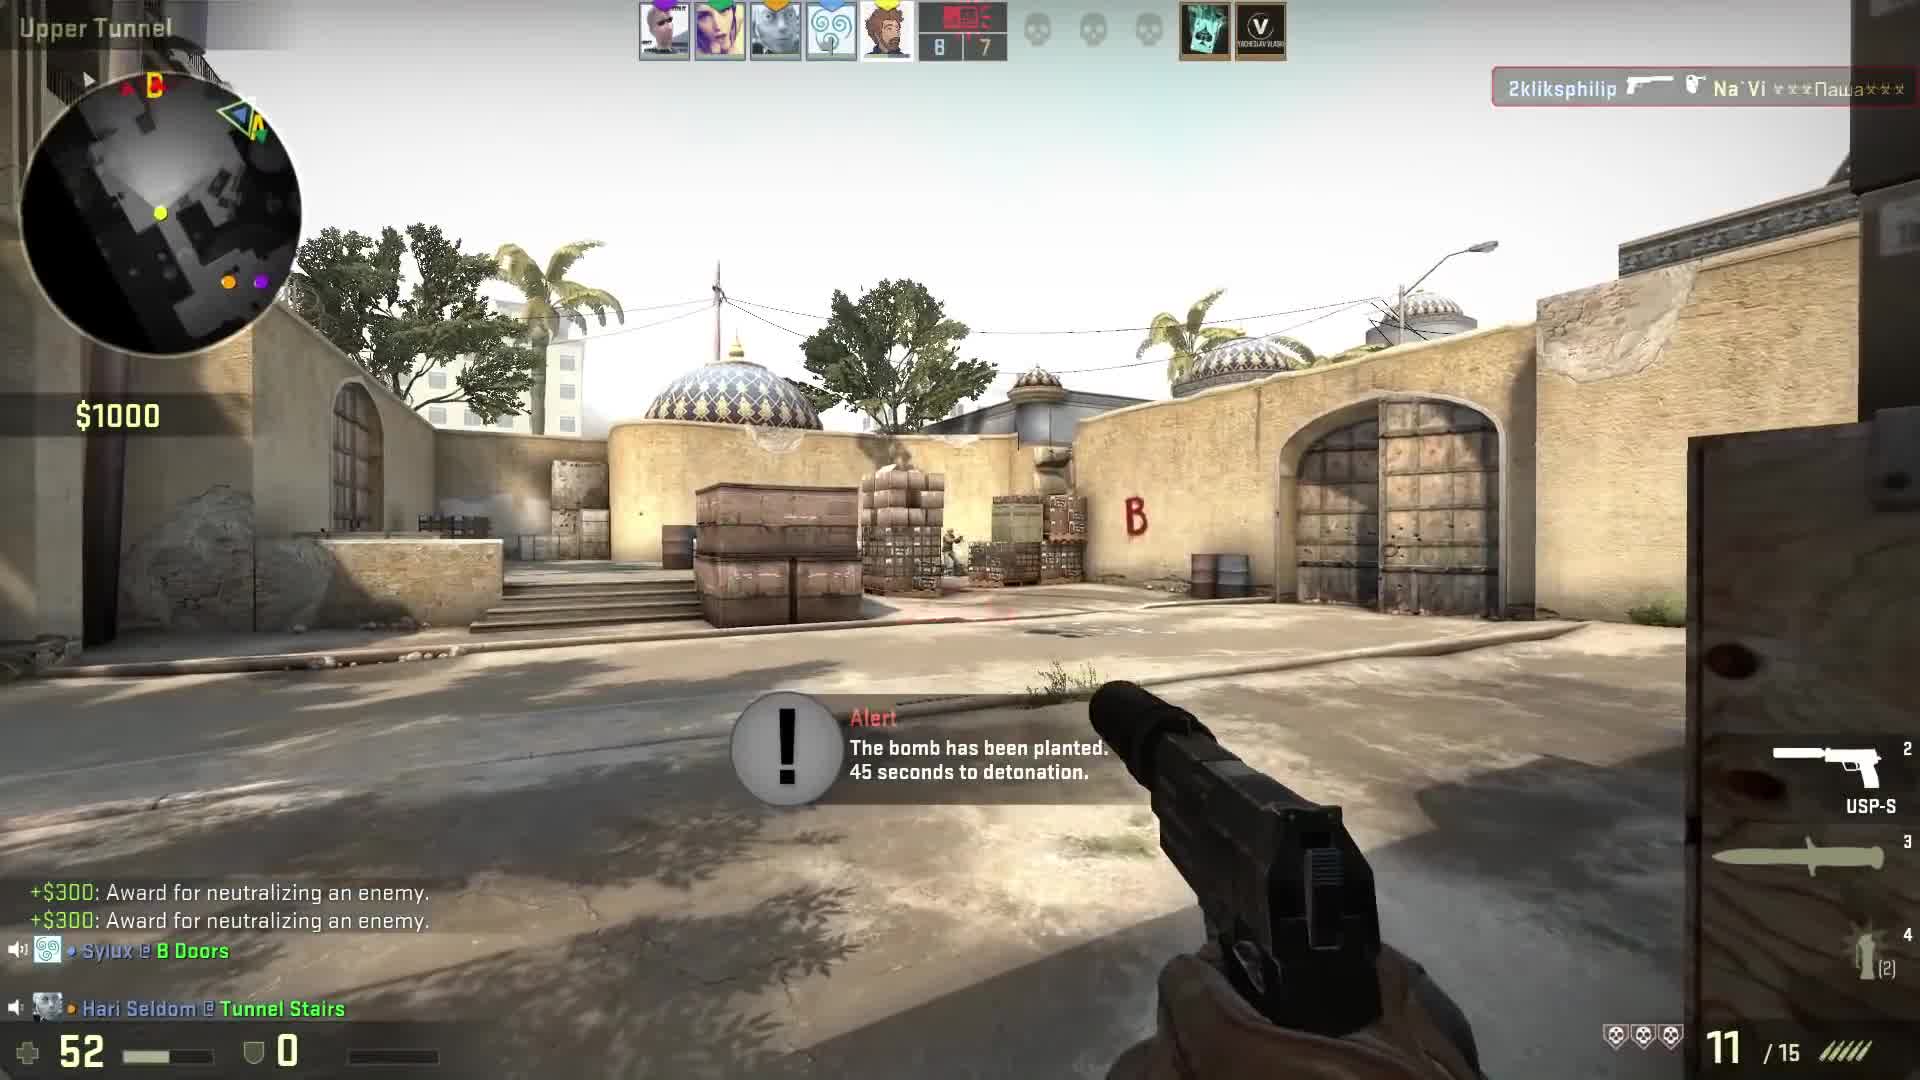 Upper Tunnel
B
8 7
V
2kliksphilip Na`Vi ☣☣☣Паша☣☣☣
$1000
B
Alert
The bomb has been planted.
45 seconds to detonation.
2
USP-S
3
4
(2)
+$300: Award for neutralizing an enemy.
+$300: Award for neutralizing an enemy.
Sylux @ B Doors
Hari Seldom @ Tunnel Stairs
52 0
11 / 15